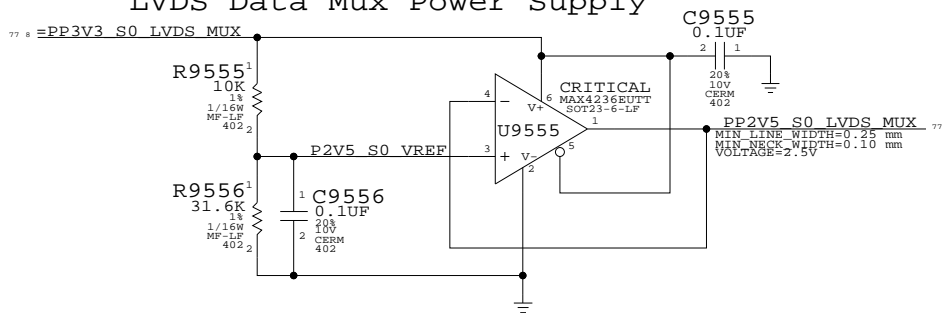 LVDS Data Mux Power Supply
77 8 =PP3V3_S0_LVDS_MUX
C9555
0.1UF
2 1
20%
10V
CERM
402
R9555
1
10K
1%
1/16W
MF-LF
402
2
CRITICAL
MAX4236EUTT
SOT23-6-LF
4
6
V+
U9555
1
PP2V5_S0_LVDS_MUX 77
MIN_LINE_WIDTH=0.25 mm
MIN_NECK_WIDTH=0.10 mm
VOLTAGE=2.5V
P2V5_S0_VREF
3
+
V-
5
2
R9556
1
31.6K
1%
1/16W
MF-LF
402
2
1
C9556
0.1UF
20%
10V
2
CERM
402